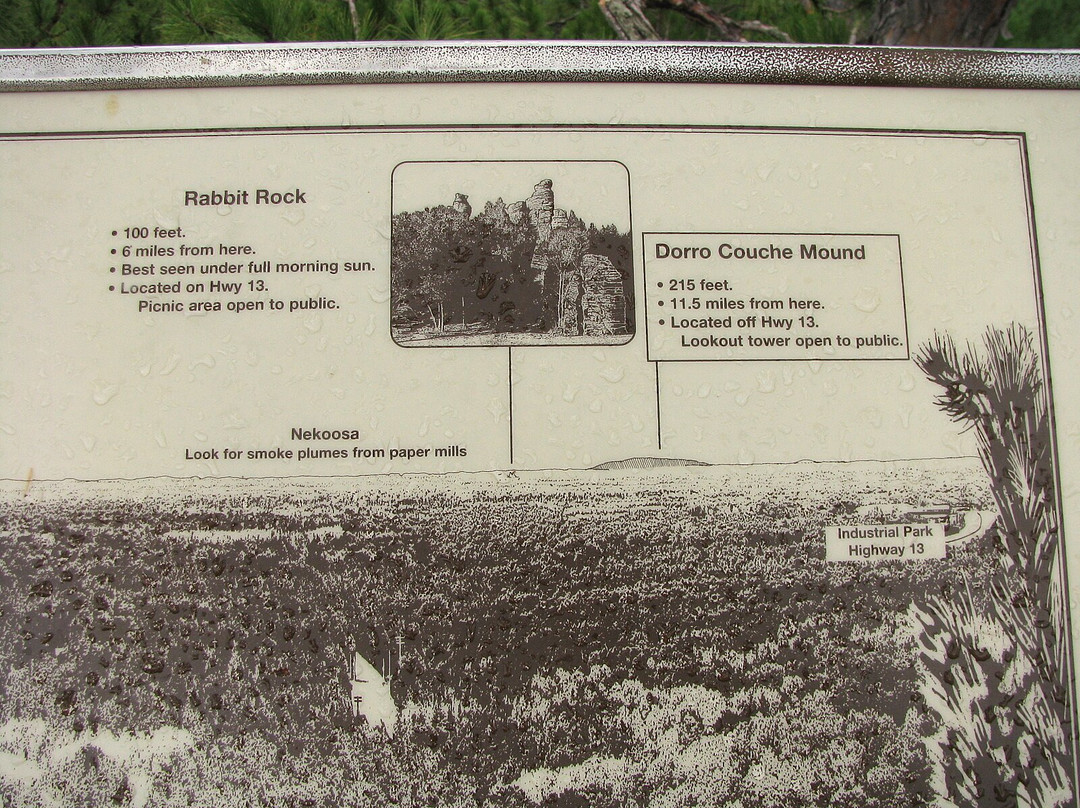 Rabbit Rock
• 100 feet.
• 6 miles from here.
• Best seen under full morning sun.
• Located on Hwy 13.
Picnic area open to public.
Dorro Couche Mound
• 215 feet.
• 11.5 miles from here.
• Located off Hwy 13.
Lookout tower open to public.
Nekoosa
Look for smoke plumes from paper mills
Industrial Park
Highway 13